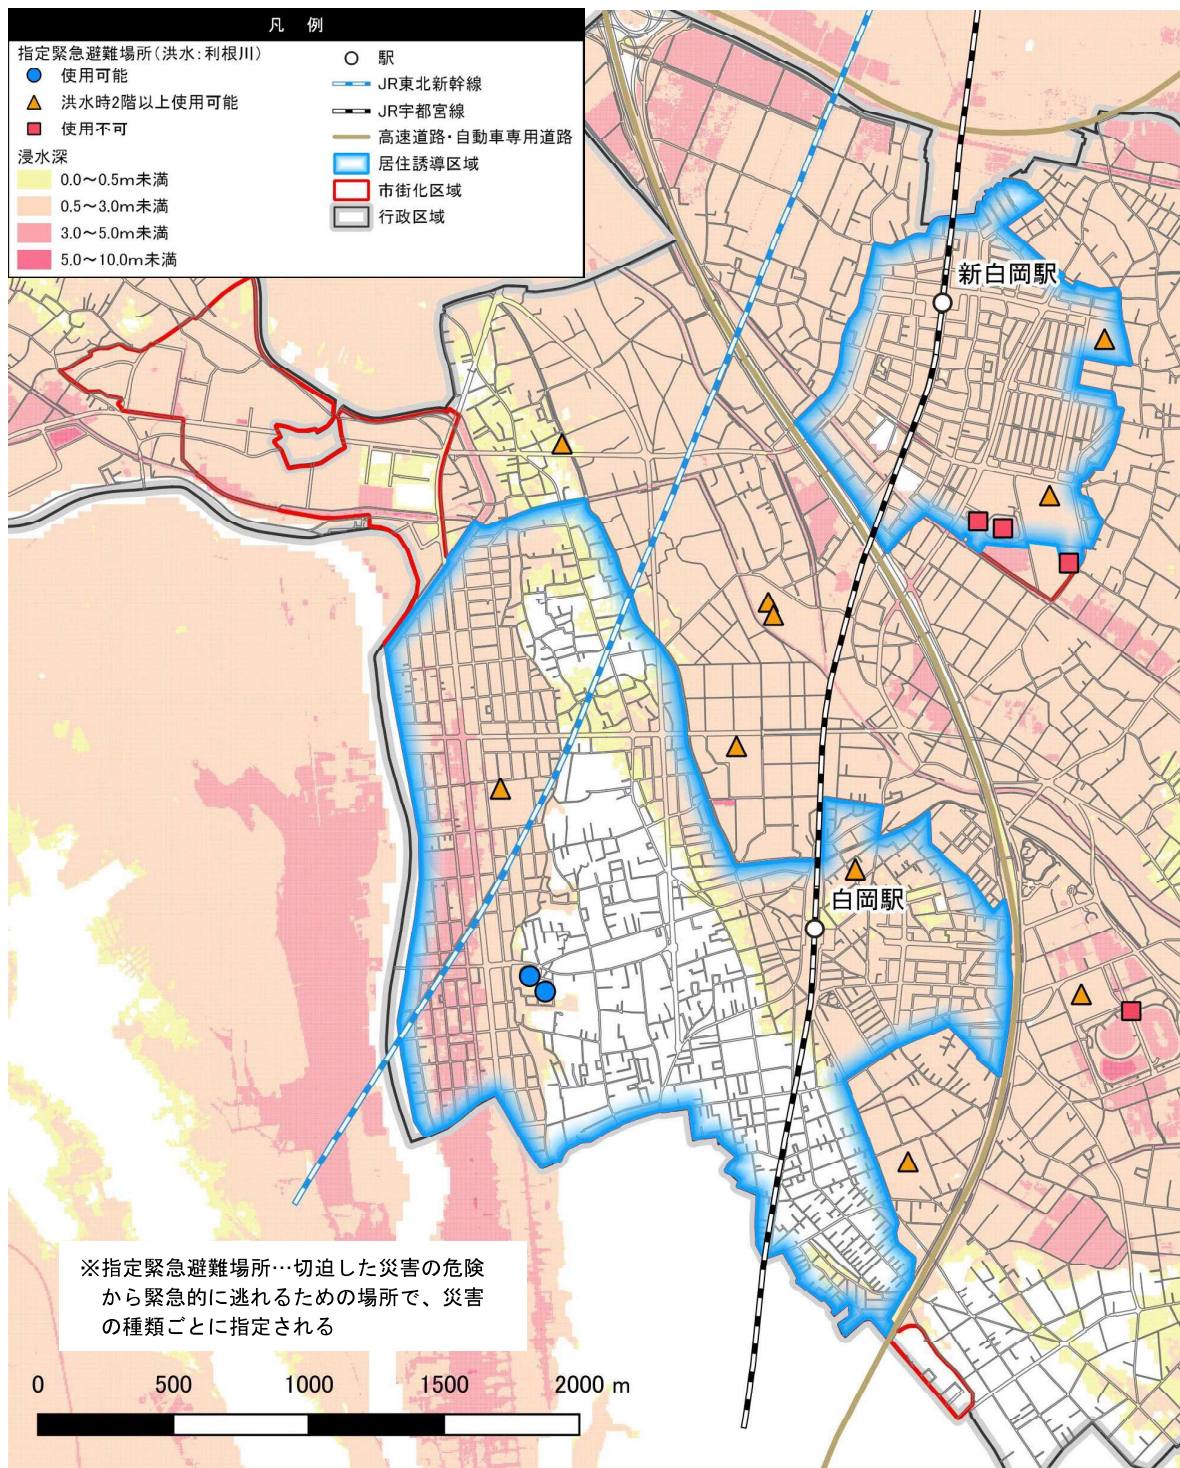 凡 例
指定緊急避難場所(洪水:利根川)
使用可能
洪水時2階以上使用可能
使用不可
浸水深
0.0～0.5m未満
0.5～3.0m未満
3.0～5.0m未満
5.0～10.0m未満
駅
JR東北新幹線
JR宇都宮線
高速道路・自動車専用道路
居住誘導区域
市街化区域
行政区域
新白岡駅
白岡駅
※指定緊急避難場所…切迫した災害の危険
から緊急的に逃れるための場所で、災害
の種類ごとに指定される
0 500 1000 1500 2000 m